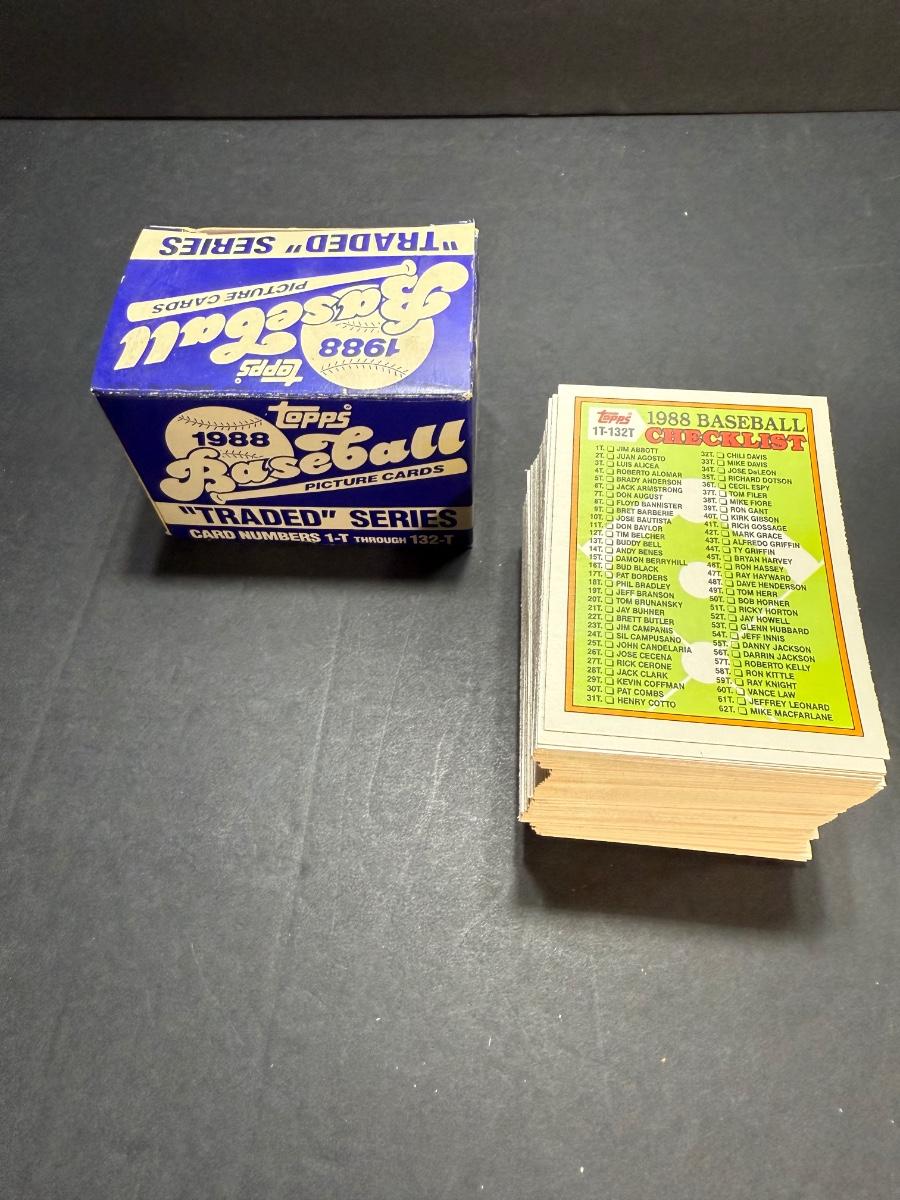 "TRADED" SERIES
Baseball
PICTURE CARDS
1988
topps
topps
1988
Baseball
PICTURE CARDS
"TRADED" SERIES
CARD NUMBERS 1-T THROUGH 132-T
topps
1T-132T
1988 BASEBALL
CHECKLIST
1T. JIM ABBOTT
2T. JUAN AGOSTO
3T. LUIS ALICEA
4T. ROBERTO ALOMAR
5T. BRADY ANDERSON
6T. JACK ARMSTRONG
7T. DON AUGUST
8T. FLOYD BANNISTER
9T. BRET BARBERIE
10T. JOSE BAUTISTA
11T. DON BAYLOR
12T. TIM BELCHER
13T. BUDDY BELL
14T. ANDY BENES
15T. DAMON BERRYHILL
16T. BUD BLACK
17T. PAT BORDERS
18T. PHIL BRADLEY
19T. JEFF BRANSON
20T. TOM BRUNANSKY
21T. JAY BUHNER
22T. BRETT BUTLER
23T. JIM CAMPANIS
24T. SIL CAMPUSANO
25T. JOHN CANDELARIA
26T. JOSE CECENA
27T. RICK CERONE
28T. JACK CLARK
29T. KEVIN COFFMAN
30T. PAT COMBS
31T. HENRY COTTO
32T. CHILI DAVIS
33T. MIKE DAVIS
34T. JOSE DeLEON
35T. RICHARD DOTSON
36T. CECIL ESPY
37T. TOM FILER
38T. MIKE FIORE
39T. RON GANT
40T. KIRK GIBSON
41T. RICH GOSSAGE
42T. MARK GRACE
43T. ALFREDO GRIFFIN
44T. TY GRIFFIN
45T. BRYAN HARVEY
46T. RON HASSEY
47T. RAY HAYWARD
48T. DAVE HENDERSON
49T. TOM HERR
50T. BOB HORNER
51T. RICKY HORTON
52T. JAY HOWELL
53T. GLENN HUBBARD
54T. JEFF INNIS
55T. DANNY JACKSON
56T. DARRIN JACKSON
57T. ROBERTO KELLY
58T. RON KITTLE
59T. RAY KNIGHT
60T. VANCE LAW
61T. JEFFREY LEONARD
62T. MIKE MACFARLANE